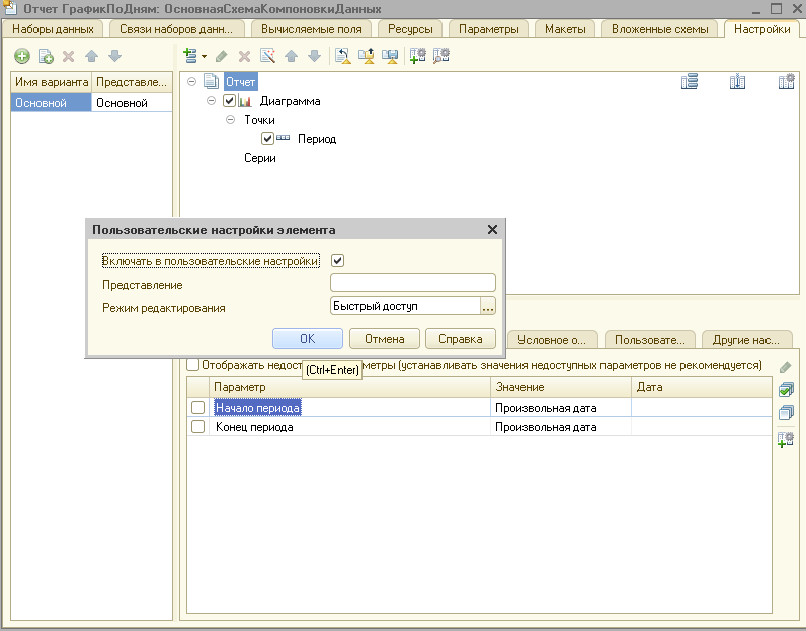 Отчет ГрафикПоДням: ОсновнаяСхемаКомпоновкиДанных
Наборы данных Связи наборов данн... Вычисляемые поля Ресурсы Параметры Макеты Вложенные схемы Настройки
Имя варианта Представле...
Основной Основной
Отчет
Диаграмма
Точки
Период
Серии
Пользовательские настройки элемента
Включать в пользовательские настройки
Представление
Режим редактирования Быстрый доступ ...
ОК Отмена Справка
(Ctrl+Enter)
Условное о... Пользовате... Другие нас...
Отображать недост метры (устанавливать значения недоступных параметров не рекомендуется)
Параметр Значение Дата
Начало периода Произвольная дата
Конец периода Произвольная дата